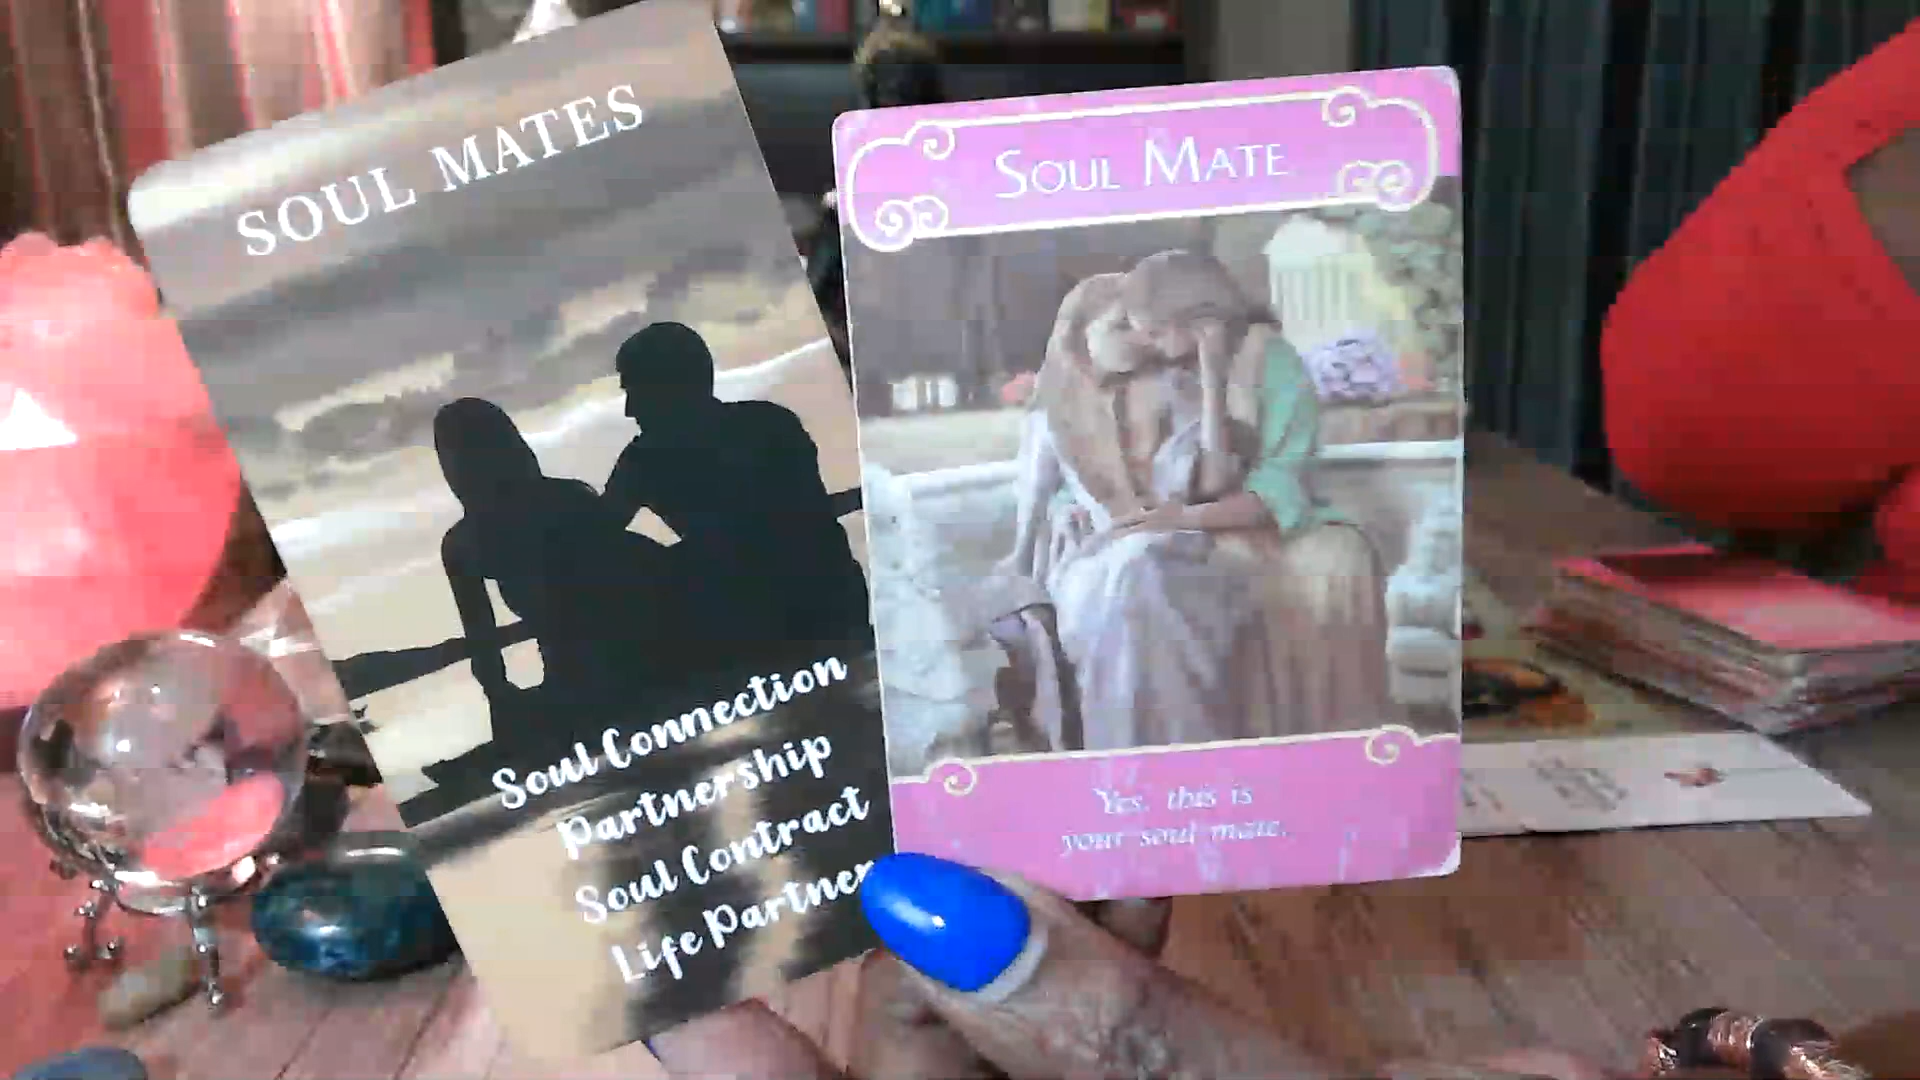 SOUL MATES
Soul Connection
Partnership
Soul Contract
Life Partner
SOUL MATE
Yes, this is
your soul mate.